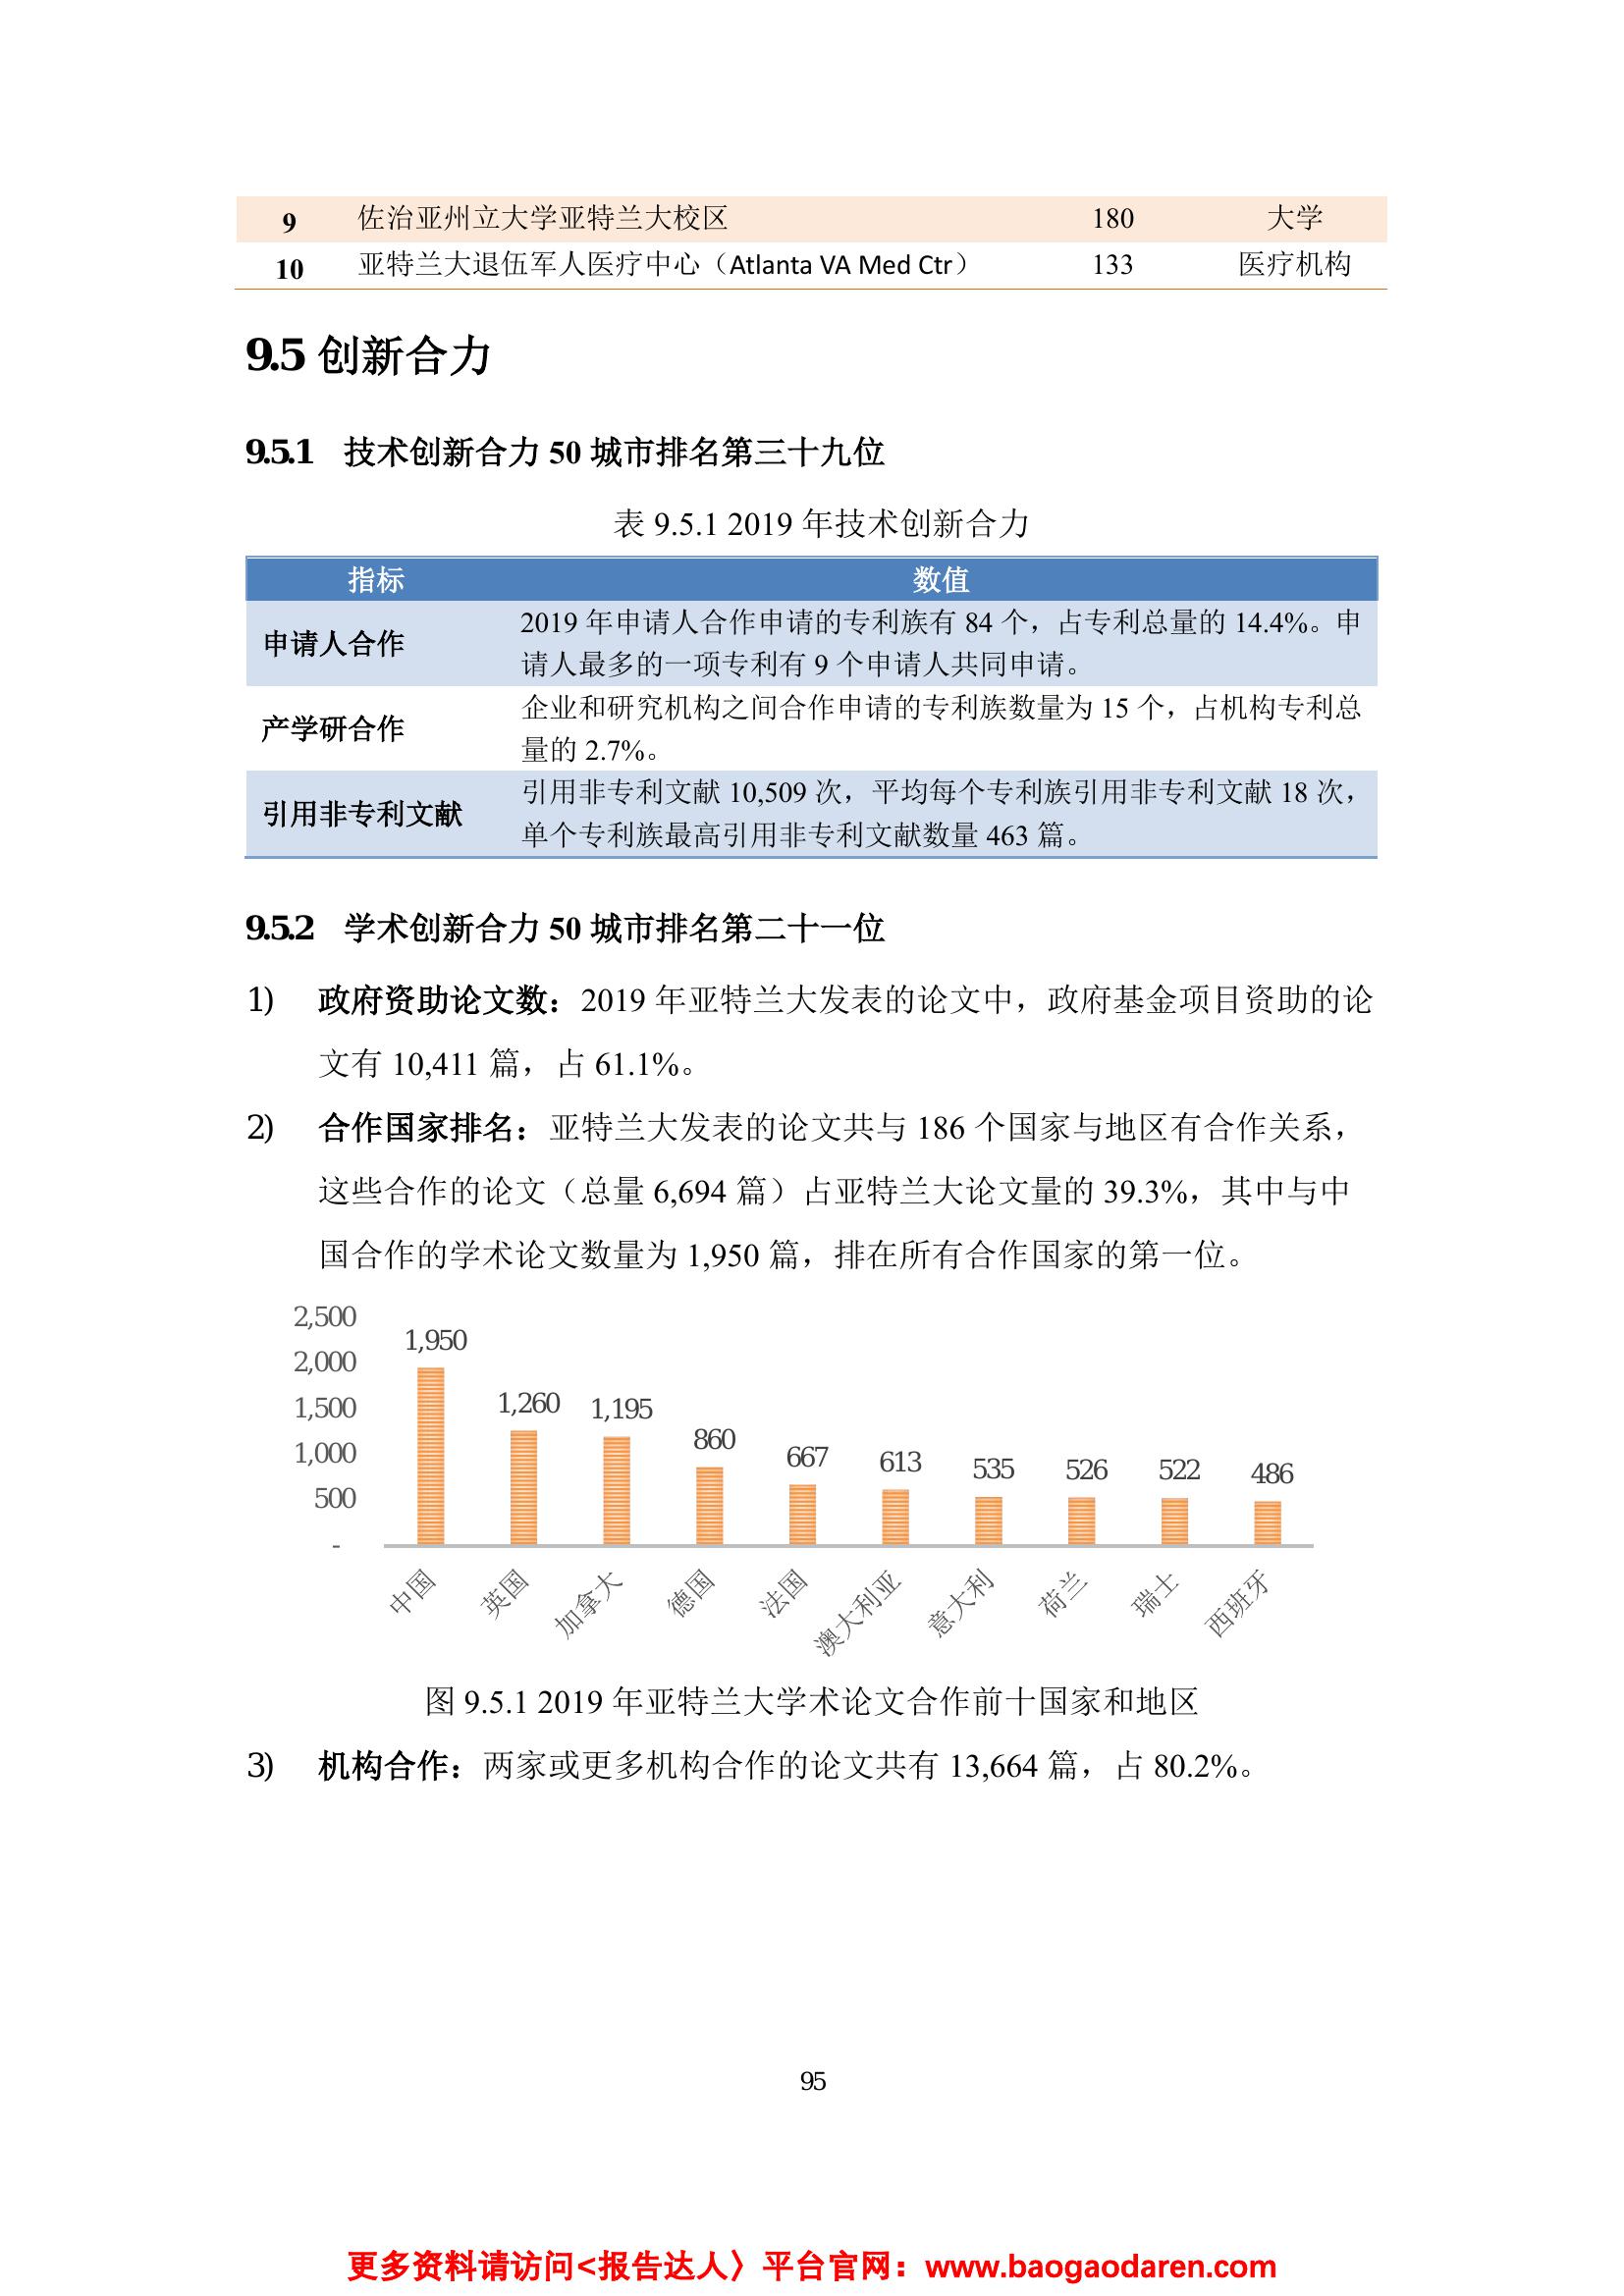 9 佐治亚州立大学亚特兰大校区 180 大学
10 亚特兰大退伍军人医疗中心（Atlanta VA Med Ctr） 133 医疗机构
9.5 创新合力
9.5.1 技术创新合力 50 城市排名第三十九位
表 9.5.1 2019 年技术创新合力
指标 数值
申请人合作
2019 年申请人合作申请的专利族有 84 个，占专利总量的 14.4%。申
请人最多的一项专利有 9 个申请人共同申请。
产学研合作
企业和研究机构之间合作申请的专利族数量为 15 个，占机构专利总
量的 2.7%。
引用非专利文献
引用非专利文献 10,509 次，平均每个专利族引用非专利文献 18 次，
单个专利族最高引用非专利文献数量 463 篇。
9.5.2 学术创新合力 50 城市排名第二十一位
1) 政府资助论文数：2019 年亚特兰大发表的论文中，政府基金项目资助的论
文有 10,411 篇，占 61.1%。
2) 合作国家排名：亚特兰大发表的论文共与 186 个国家与地区有合作关系，
这些合作的论文（总量 6,694 篇）占亚特兰大论文量的 39.3%，其中与中
国合作的学术论文数量为 1,950 篇，排在所有合作国家的第一位。
2,500
2,000
1,500
1,000
500
-
1,950
1,260
1,195
860
667
613
535
526
522
486
中国
英国
加拿大
德国
法国
澳大利亚
意大利
荷兰
瑞士
西班牙
图 9.5.1 2019 年亚特兰大学术论文合作前十国家和地区
3) 机构合作：两家或更多机构合作的论文共有 13,664 篇，占 80.2%。
95
更多资料请访问<报告达人〉平台官网：www.baogaodaren.com